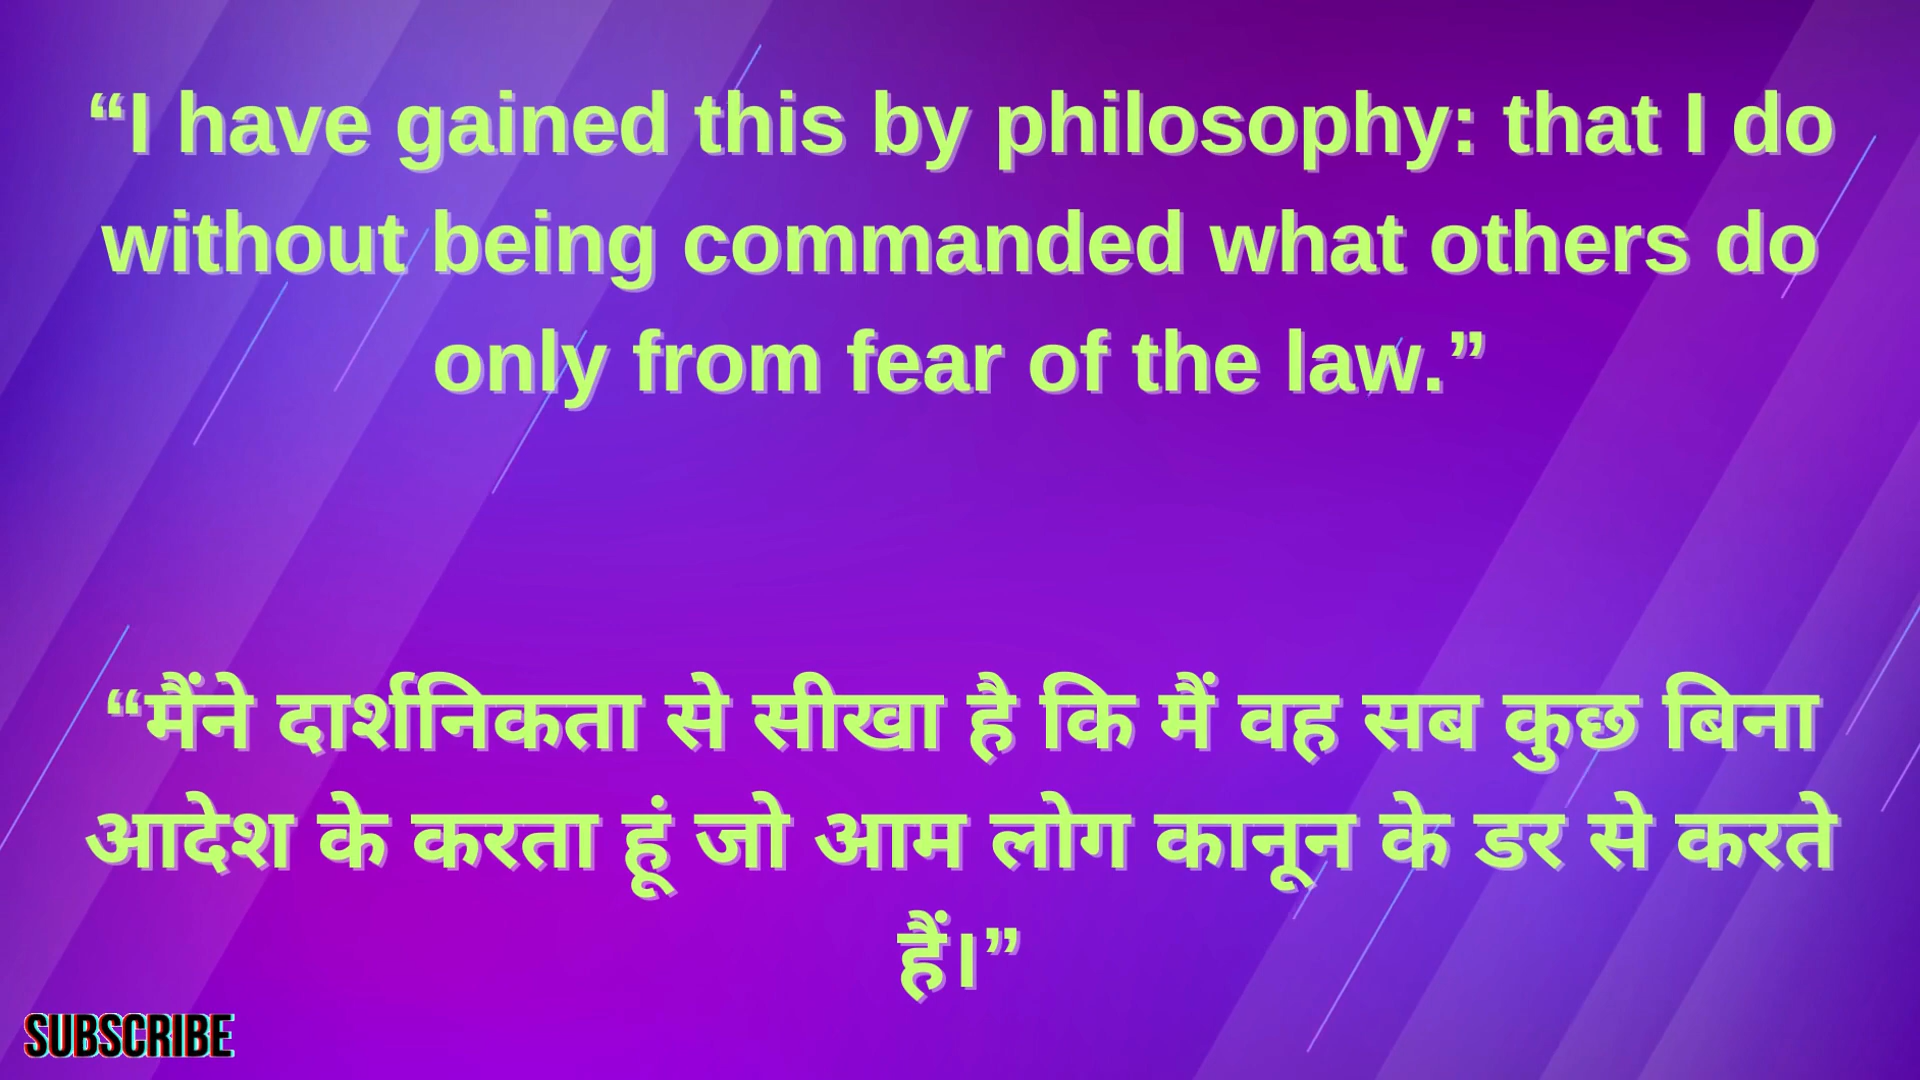 “I have gained this by philosophy: that I do
without being commanded what others do
only from fear of the law.”
“मैंने दार्शनिकता से सीखा है कि मैं वह सब कुछ बिना
आदेश के करता हूं जो आम लोग कानून के डर से करते
हैं।”
SUBSCRIBE